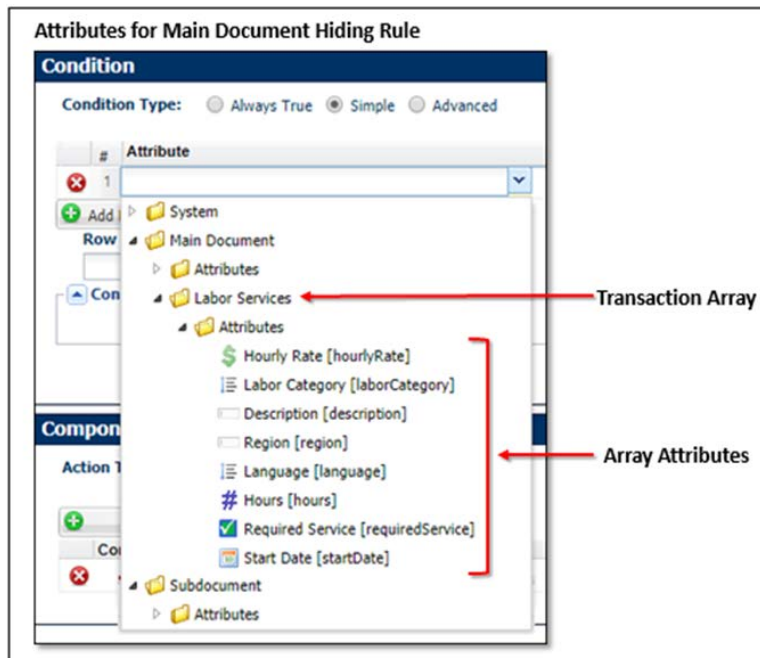 Attributes for Main Document Hiding Rule
Condition
Condition Type: Always True Simple Advanced
# Attribute
1
Add
System
Row
Main Document
Attributes
Con
Labor Services
Transaction Array
Attributes
$ Hourly Rate [hourlyRate]
Labor Category [laborCategory]
Description [description]
Compon
Region [region]
Array Attributes
Action T
Language [language]
# Hours [hours]
Required Service [requiredService]
Co
Start Date [startDate]
Subdocument
Attributes